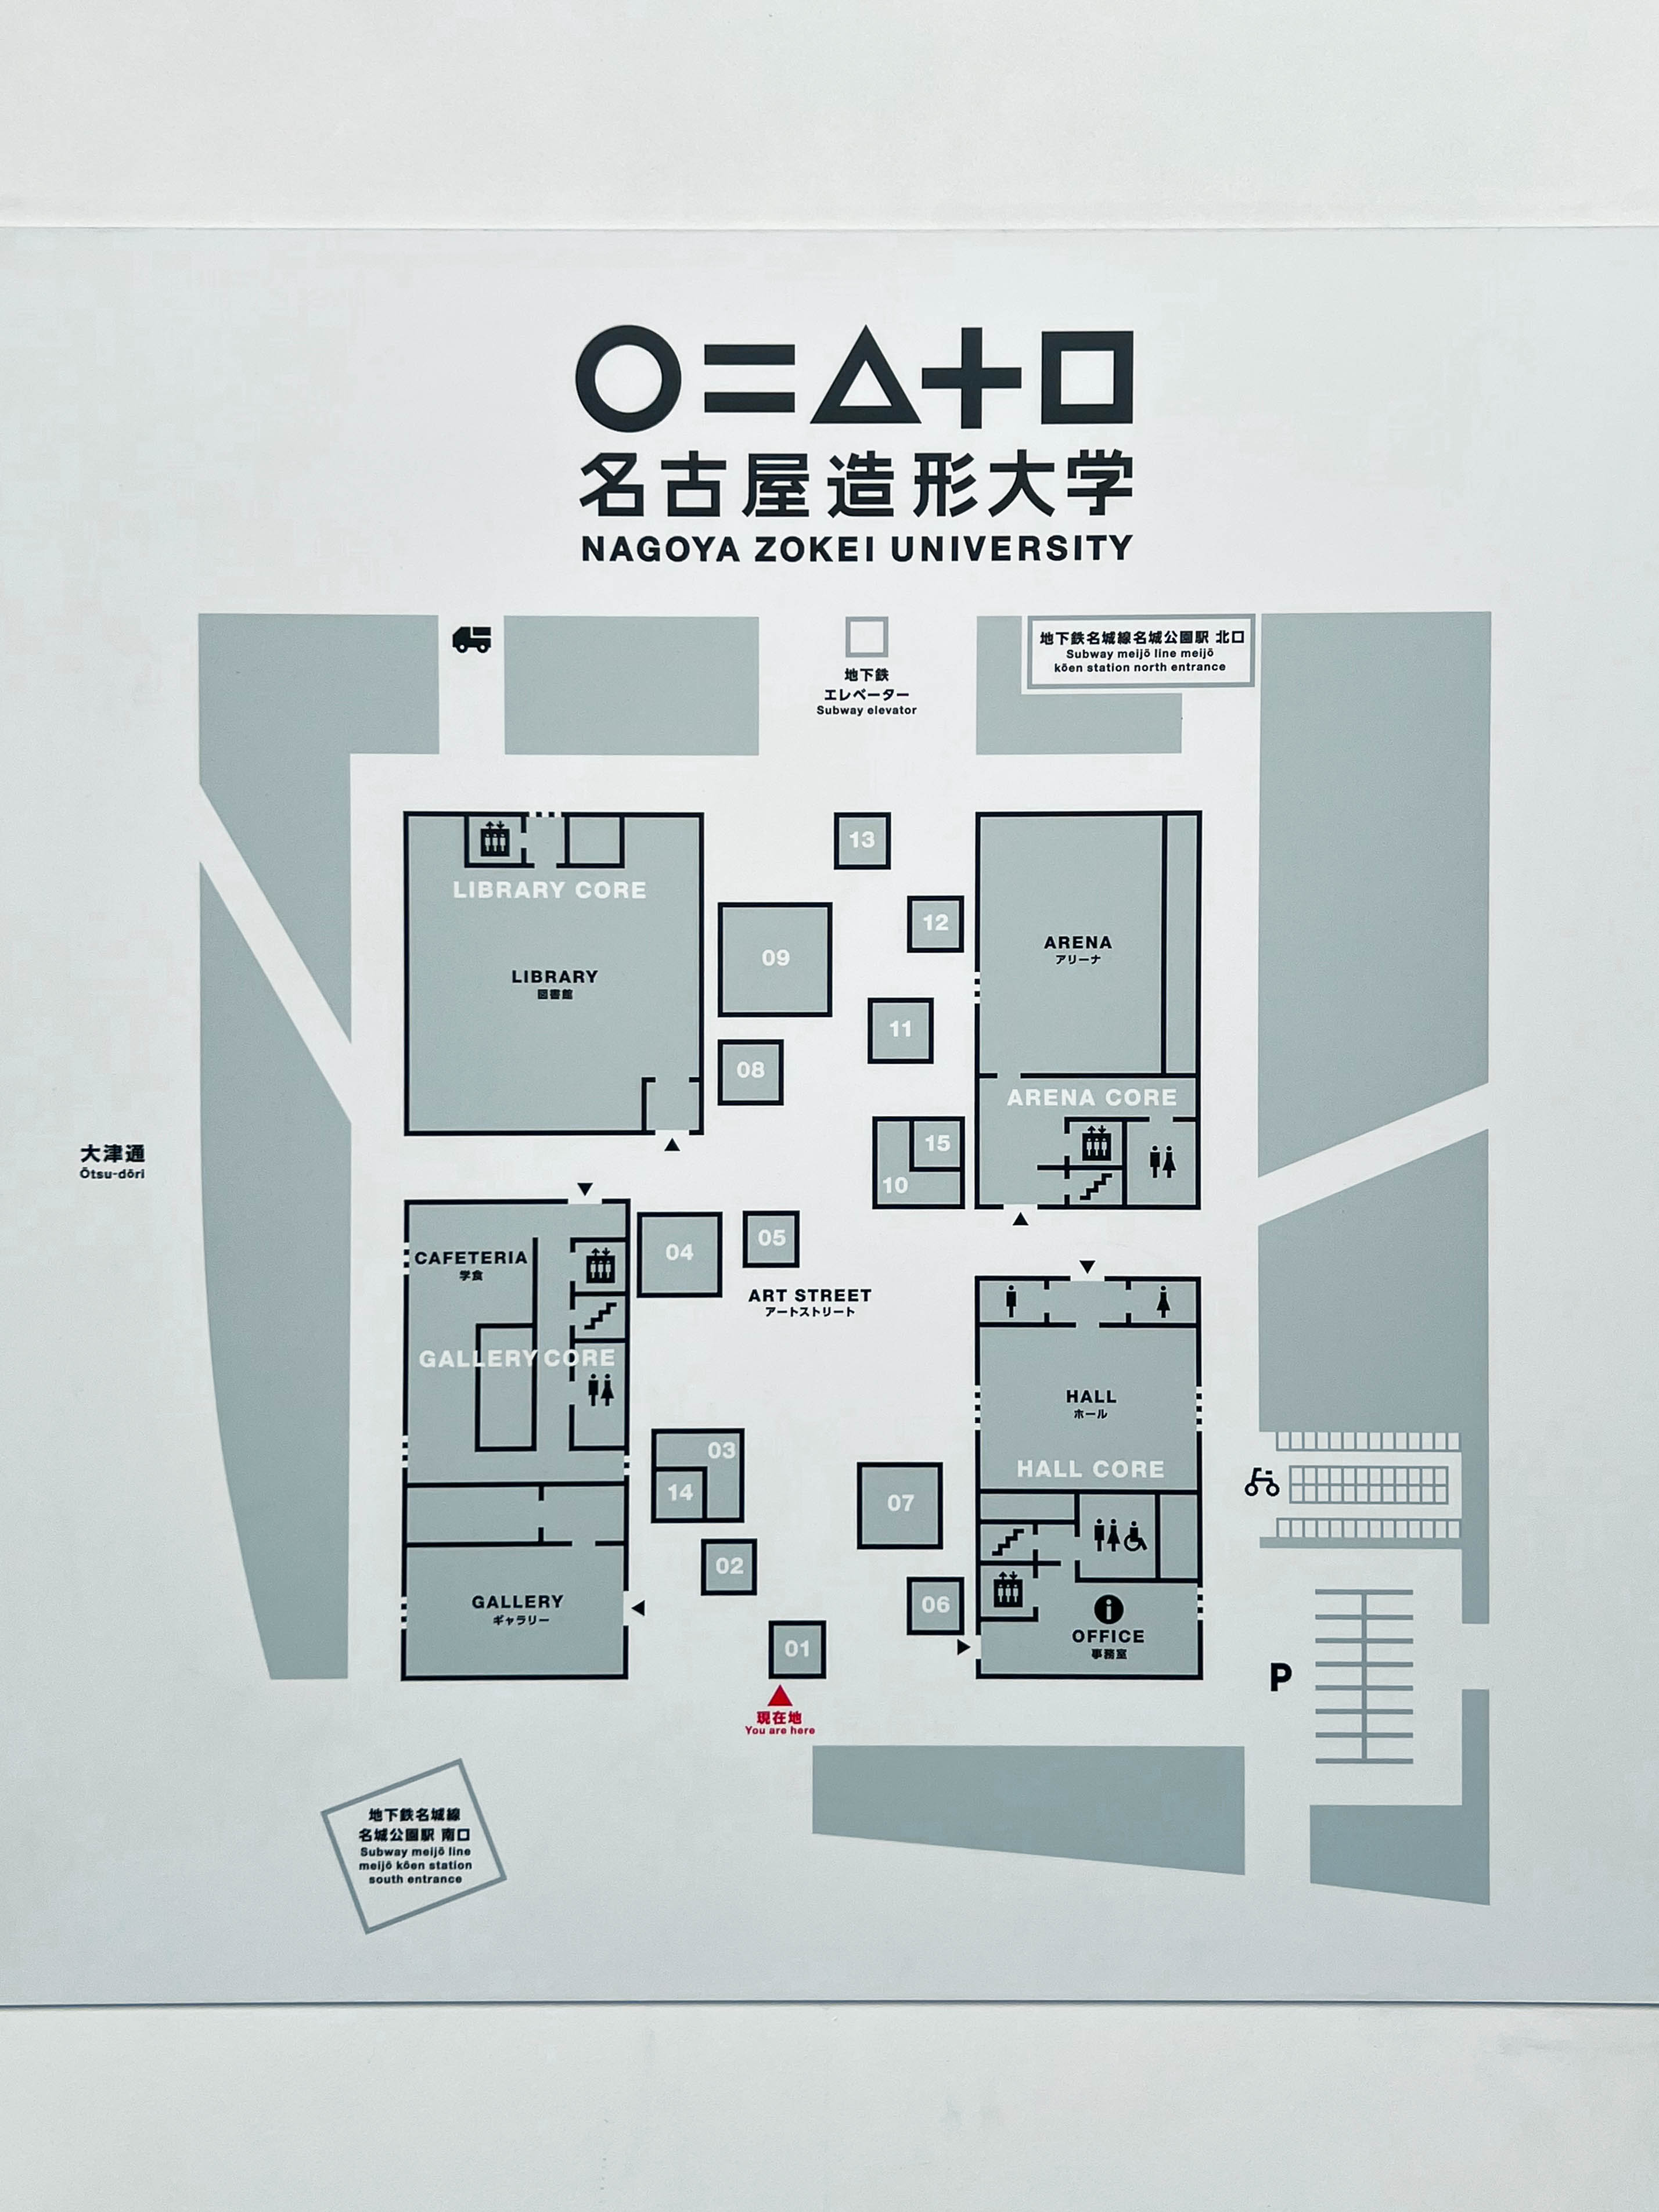 名古屋造形大学
NAGOYA ZOKEI UNIVERSITY
地下鉄
エレベーター
Subway elevator
地下鉄名城線名城公園駅 北口
Subway meijō line meijō
kōen station north entrance
LIBRARY CORE
LIBRARY
図書館
13
12
09
11
08
15
10
ARENA
アリーナ
ARENA CORE
大津通
Ōtsu-dōri
CAFETERIA
学食
GALLERY CORE
04
05
ART STREET
アートストリート
HALL
ホール
HALL CORE
03
14
02
01
07
06
GALLERY
ギャラリー
OFFICE
事務室
P
現在地
You are here
地下鉄名城線
名城公園駅 南口
Subway meijō line
meijō kōen station
south entrance